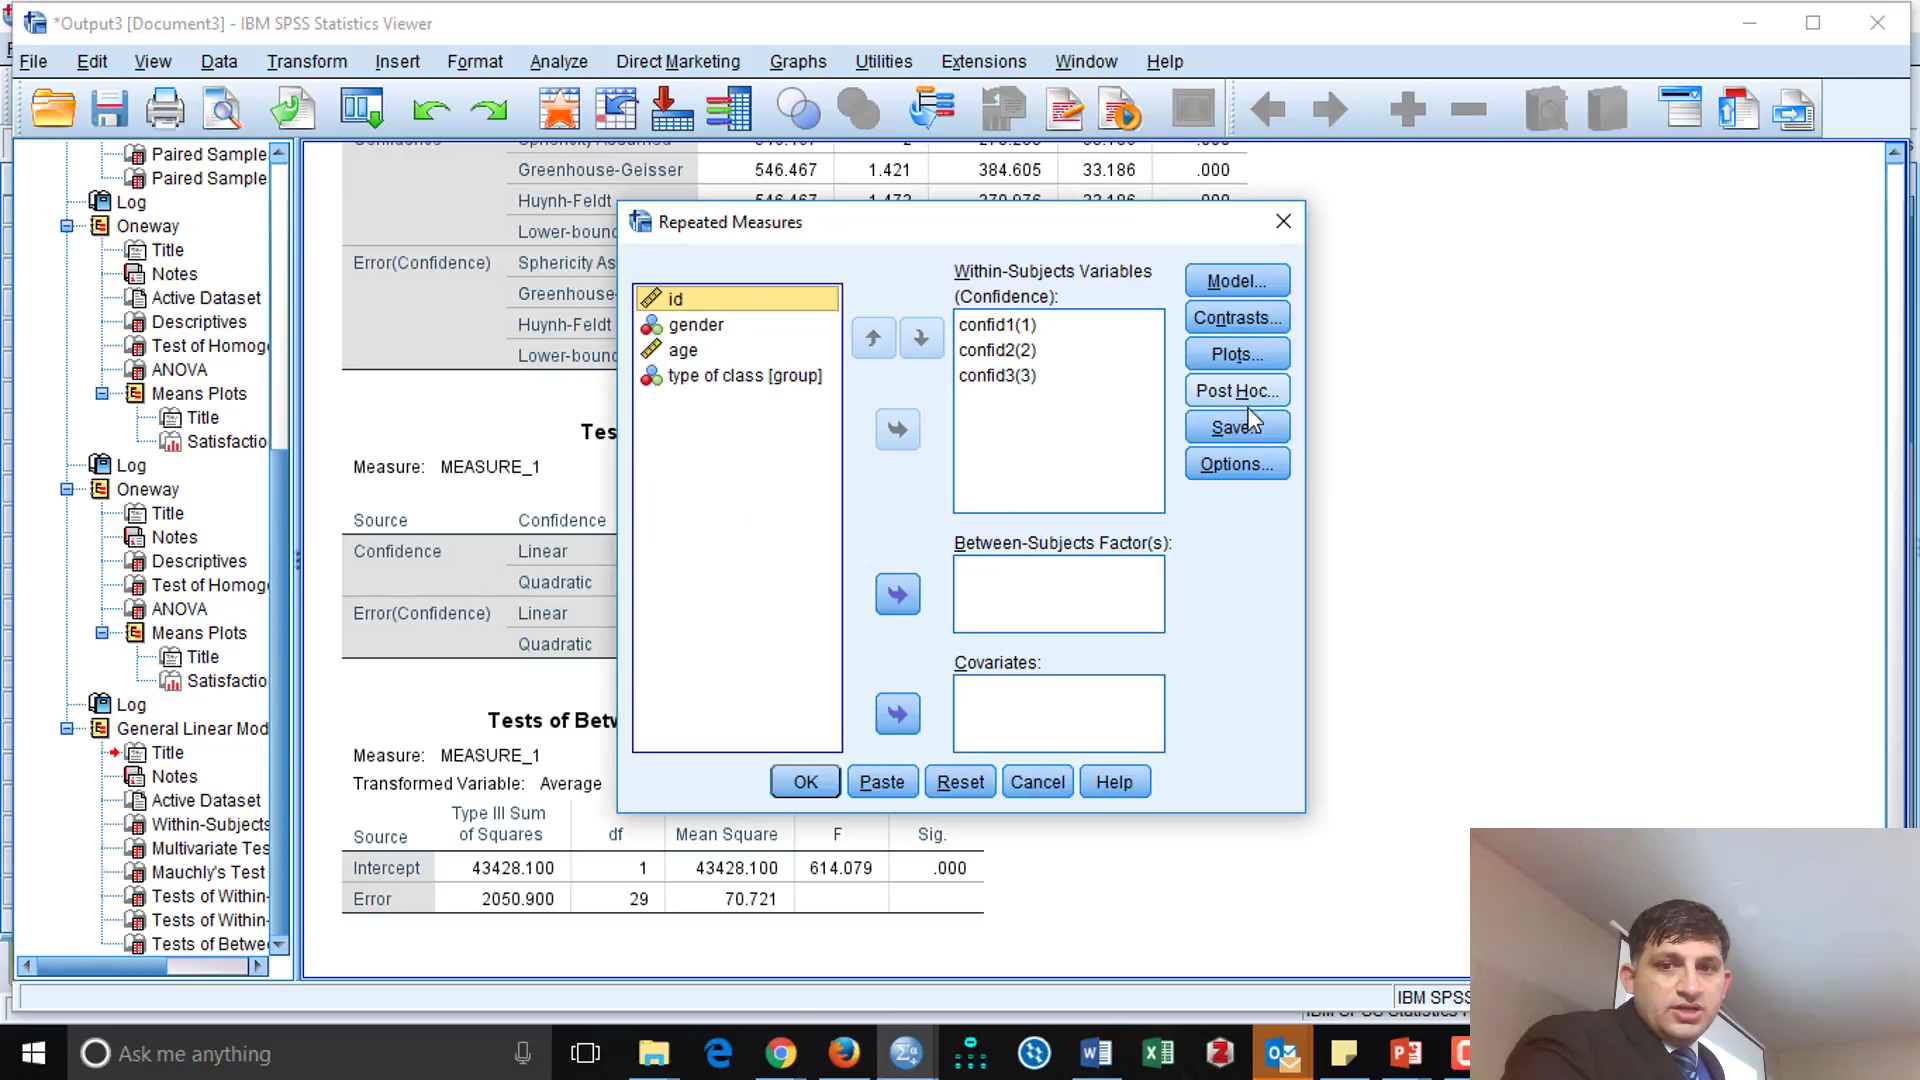 *Output3 [Document3] - IBM SPSS Statistics Viewer
File Edit View Data Transform Insert Format Analyze Direct Marketing Graphs Utilities Extensions Window Help
Paired Sample
Paired Sample
Log
Oneway
Title
Notes
Active Dataset
Descriptives
Test of Homog
ANOVA
Means Plots
Title
Satisfactio
Log
Oneway
Title
Notes
Descriptives
Test of Homog
ANOVA
Means Plots
Title
Satisfactio
Log
General Linear Mod
Title
Notes
Active Dataset
Within-Subjects
Multivariate Tes
Mauchly's Test
Tests of Within-
Tests of Within-
Tests of Betwe
Greenhouse-Geisser 546.467 1.421 384.605 33.186 .000
Huynh-Feldt
Lower-boun
Error(Confidence) Sphericity As
Greenhouse-
Huynh-Feldt
Lower-boun
Tes
Measure: MEASURE_1
Source Confidence
Confidence Linear
Quadratic
Error(Confidence) Linear
Quadratic
Tests of Betw
Measure: MEASURE_1
Transformed Variable: Average
Source Type III Sum of Squares df Mean Square F Sig.
Intercept 43428.100 1 43428.100 614.079 .000
Error 2050.900 29 70.721
Repeated Measures
id
gender
age
type of class [group]
Within-Subjects Variables
(Confidence):
confid1(1)
confid2(2)
confid3(3)
Between-Subjects Factor(s):
Covariates:
Model...
Contrasts...
Plots...
Post Hoc...
Save...
Options...
OK Paste Reset Cancel Help
IBM SPSS
Ask me anything